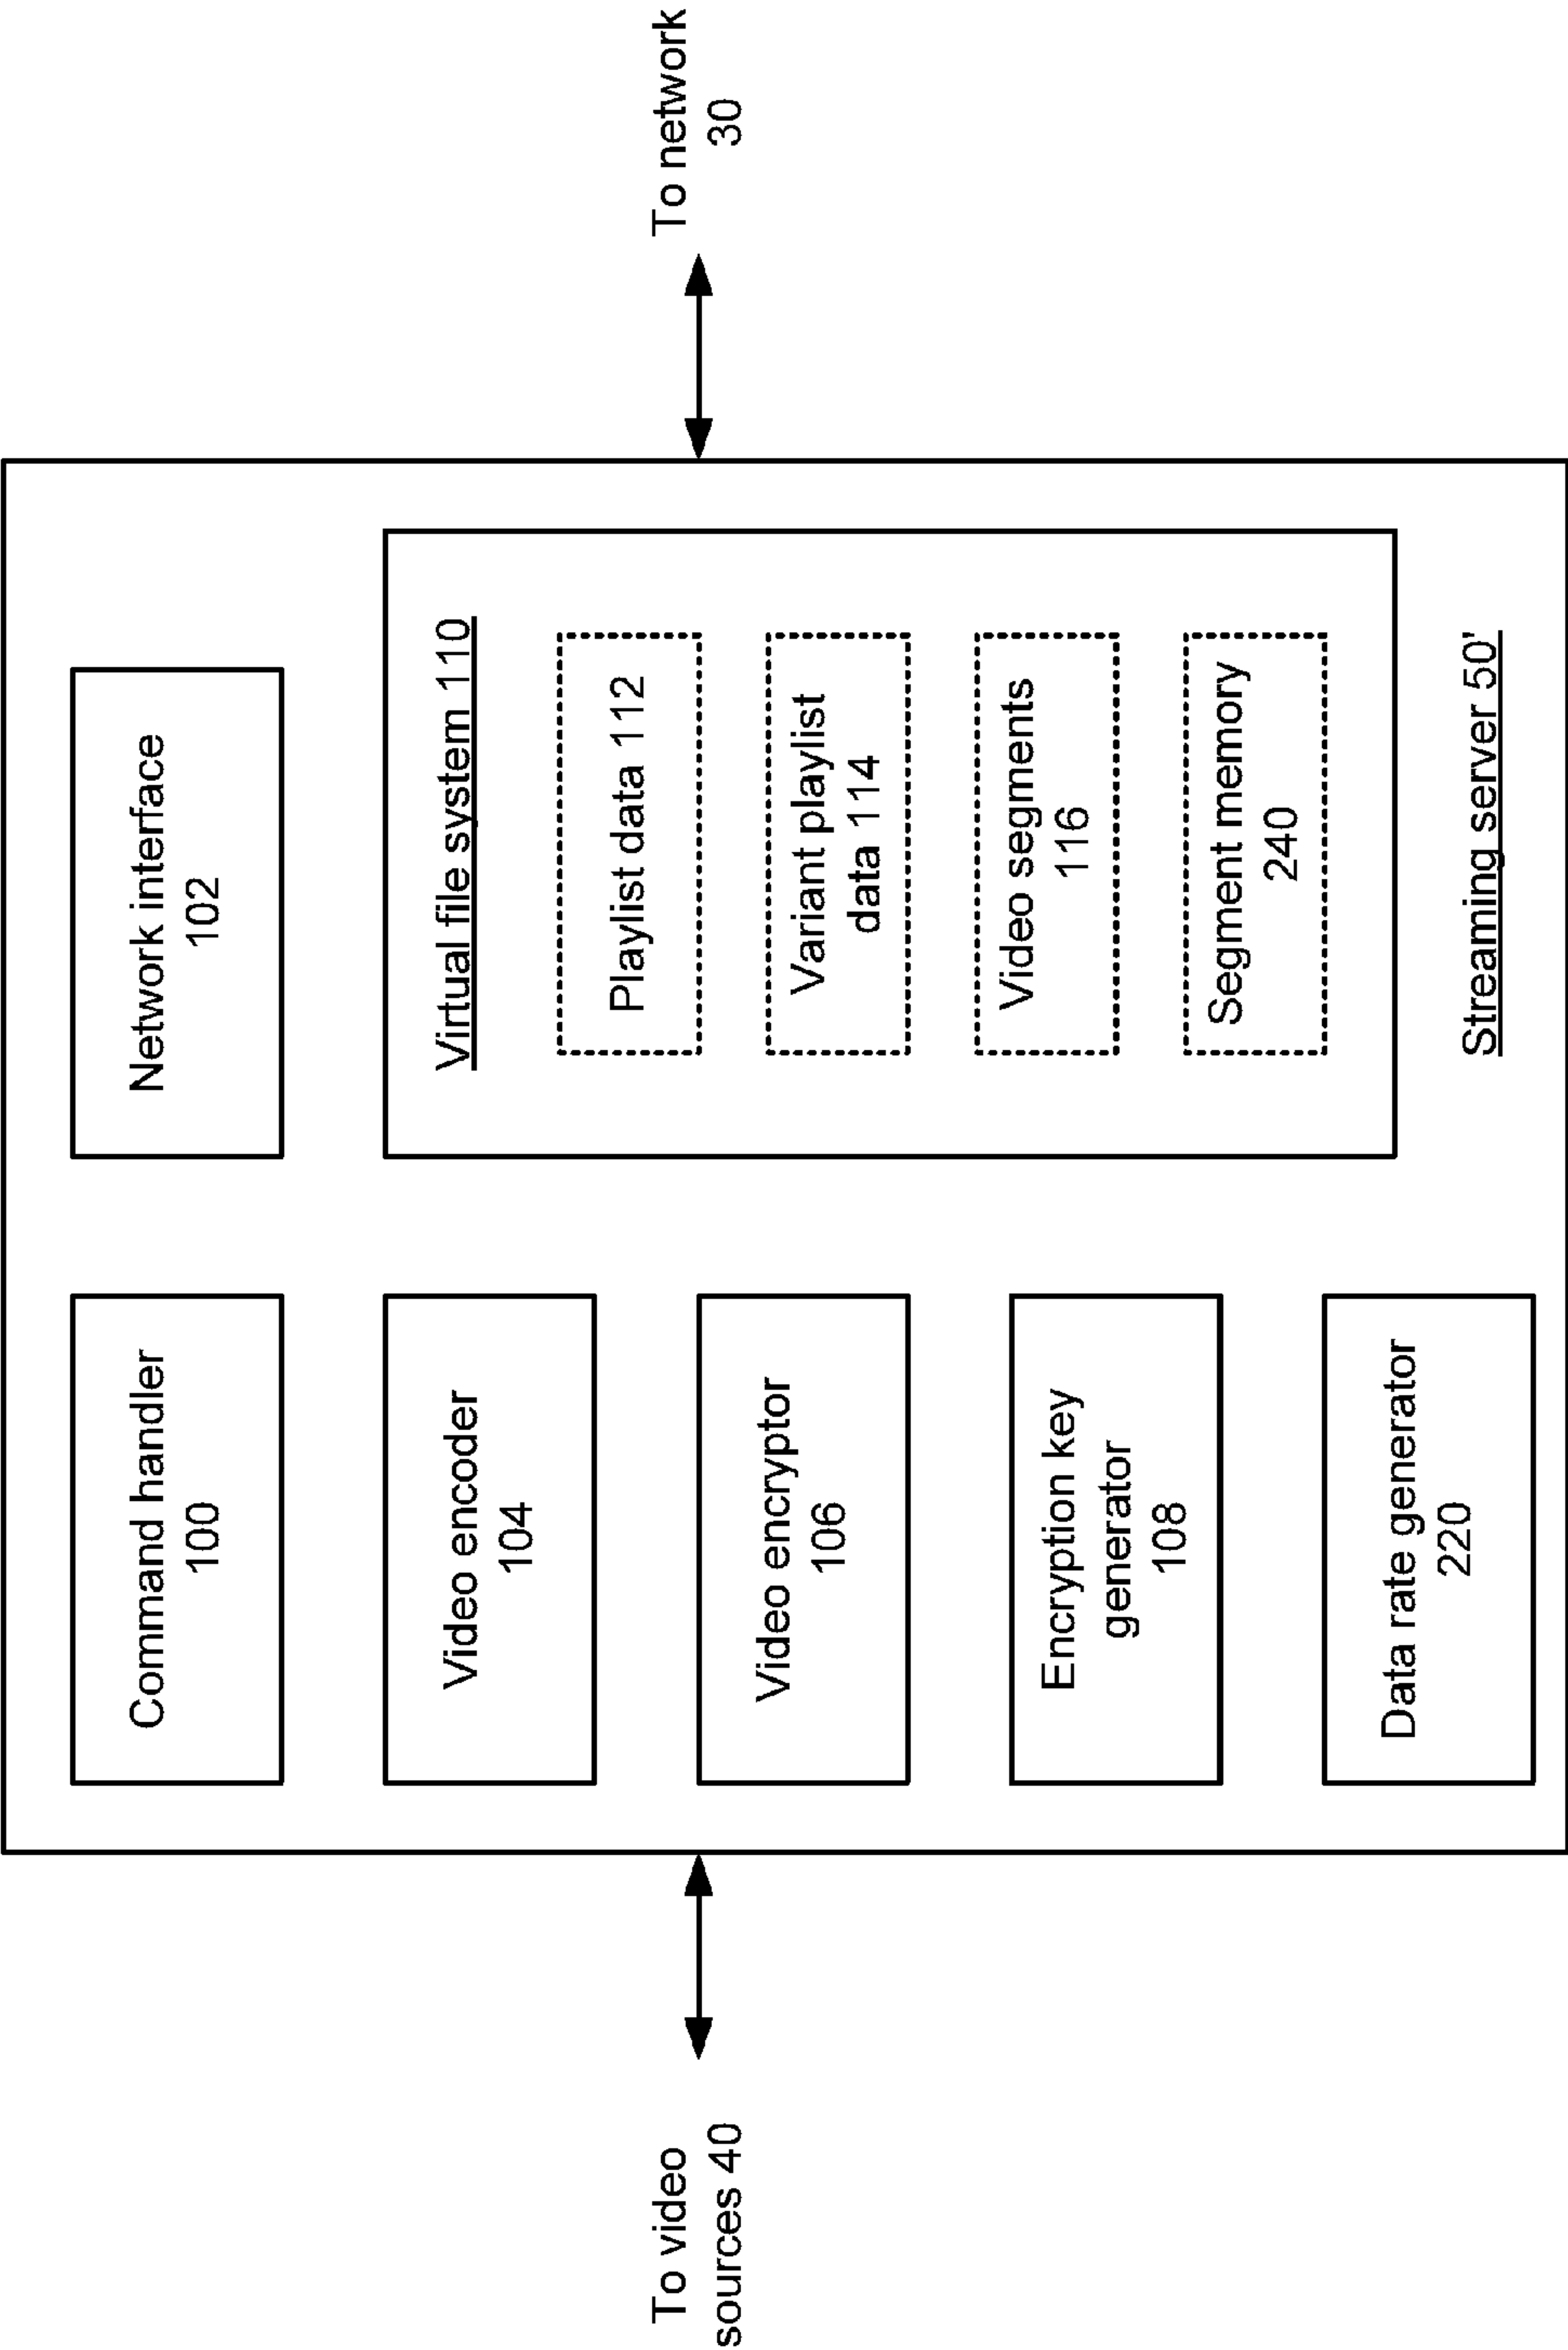 To video
sources 40
Command handler
100
Video encoder
104
Video encryptor
106
Encryption key
generator
108
Data rate generator
220
Network interface
102
Virtual file system 110
Playlist data 112
Variant playlist
data 114
Video segments
116
Segment memory
240
Streaming server 50'
To network
30